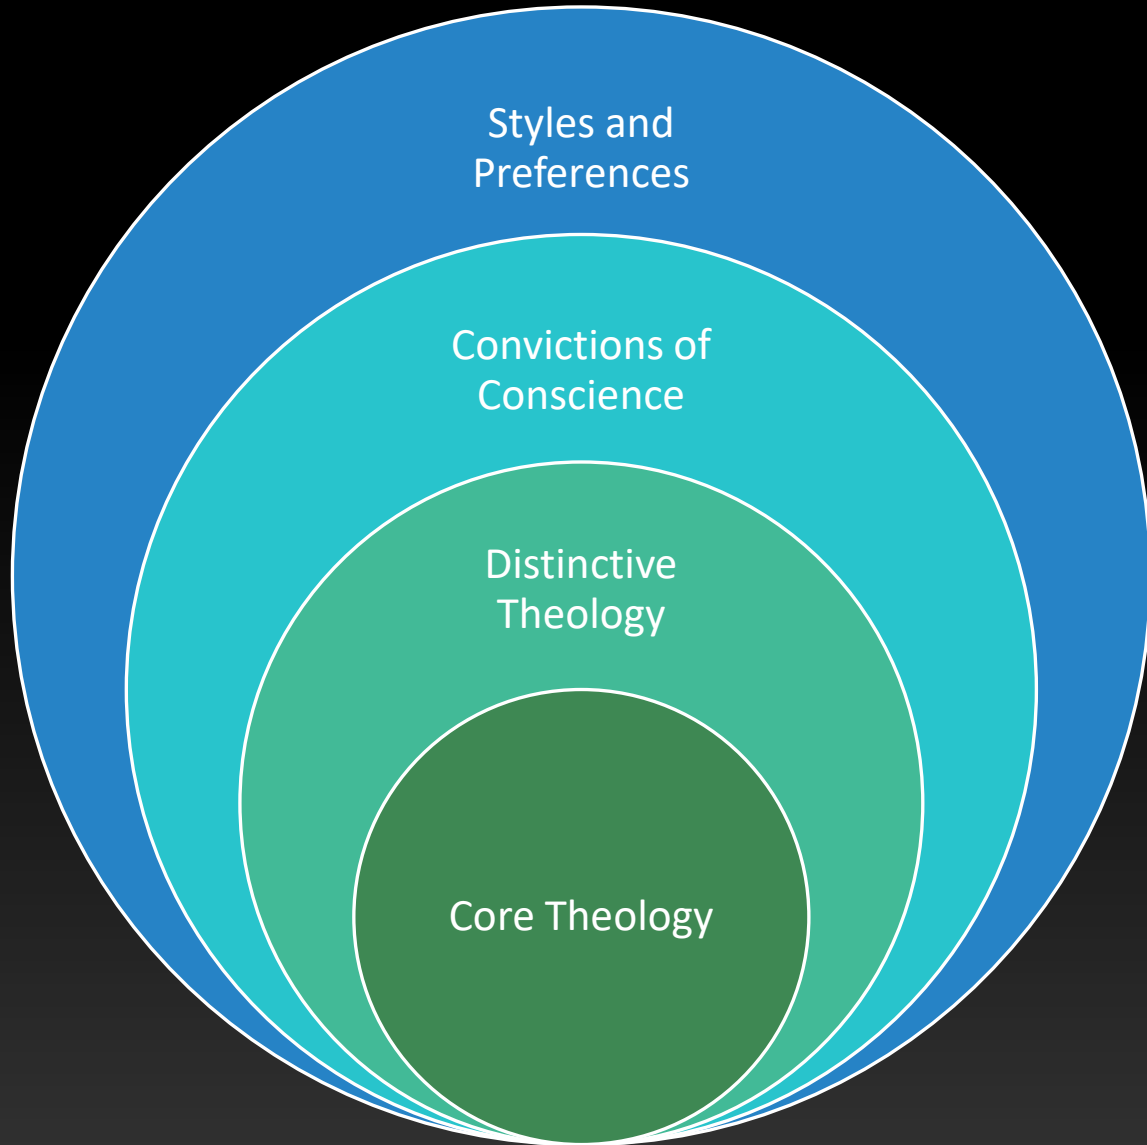 Styles and
Preferences
Convictions of
Conscience
Distinctive
Theology
Core Theology